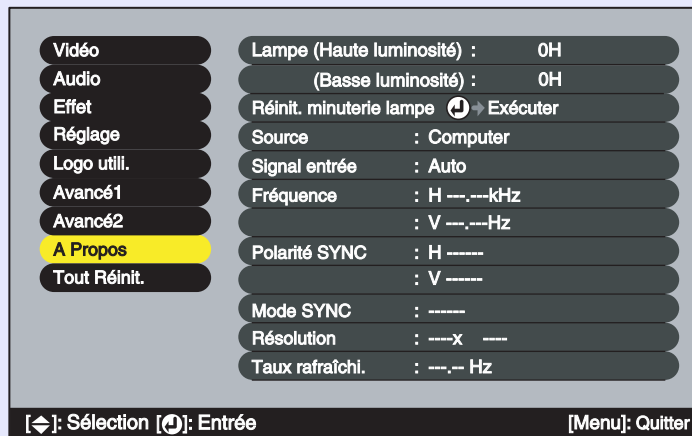 Vidéo
Audio
Effet
Réglage
Logo utili.
Avancé1
Avancé2
A Propos
Tout Réinit.
Lampe (Haute luminosité) : 0H
(Basse luminosité) : 0H
Réinit. minuterie lampe Exécuter
Source : Computer
Signal entrée : Auto
Fréquence : H ---.---kHz
: V ---.---Hz
Polarité SYNC : H ------
: V ------
Mode SYNC : ------
Résolution : ----x ----
Taux rafraîchi. : ---.-- Hz
[]: Sélection []: Entrée [Menu]: Quitter